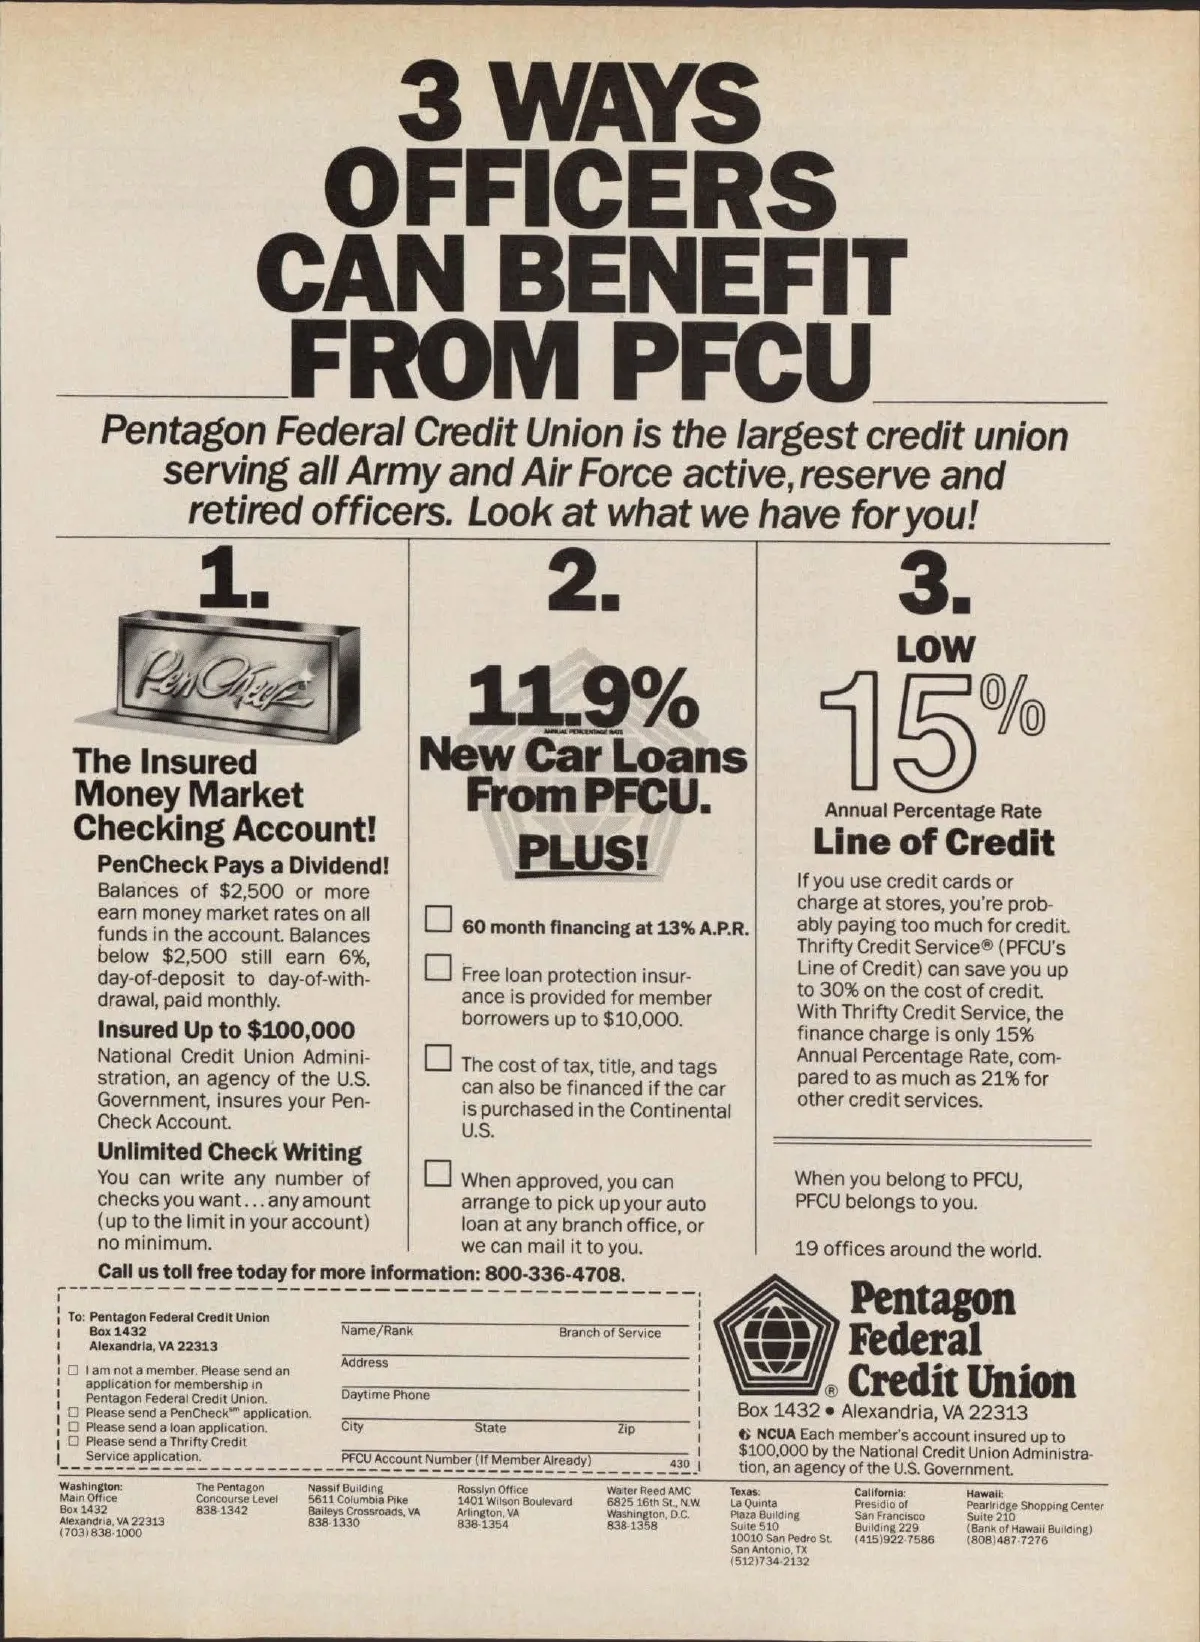 3 WAYS
OFFICERS
CAN BENEFIT
FROM PFCU
Pentagon Federal Credit Union is the largest credit union
serving all Army and Air Force active, reserve and
retired officers. Look at what we have for you!
1.
PenCheck
The Insured
Money Market
Checking Account!
PenCheck Pays a Dividend!
Balances of $2,500 or more
earn money market rates on all
funds in the account. Balances
below $2,500 still earn 6%,
day-of-deposit to day-of-with-
drawal, paid monthly.
Insured Up to $100,000
National Credit Union Admini-
stration, an agency of the U.S.
Government, insures your Pen-
Check Account.
Unlimited Check Writing
You can write any number of
checks you want...any amount
(up to the limit in your account)
no minimum.
2.
11.9%
ANNUAL PERCENTAGE RATE
New Car Loans
From PFCU.
PLUS!
60 month financing at 13% A.P.R.
Free loan protection insur-
ance is provided for member
borrowers up to $10,000.
The cost of tax, title, and tags
can also be financed if the car
is purchased in the Continental
U.S.
When approved, you can
arrange to pick up your auto
loan at any branch office, or
we can mail it to you.
3.
LOW
15%
Annual Percentage Rate
Line of Credit
If you use credit cards or
charge at stores, you're prob-
ably paying too much for credit.
Thrifty Credit Service® (PFCU's
Line of Credit) can save you up
to 30% on the cost of credit.
With Thrifty Credit Service, the
finance charge is only 15%
Annual Percentage Rate, com-
pared to as much as 21% for
other credit services.
When you belong to PFCU,
PFCU belongs to you.
19 offices around the world.
Call us toll free today for more information: 800-336-4708.
To: Pentagon Federal Credit Union
Box 1432
Alexandria, VA 22313
I am not a member. Please send an
application for membership in
Pentagon Federal Credit Union.
Please send a PenCheck℠ application.
Please send a loan application.
Please send a Thrifty Credit
Service application.
Name/Rank Branch of Service
Address
Daytime Phone
City State Zip
PFCU Account Number (If Member Already) 430
®
Pentagon
Federal
Credit Union
Box 1432 • Alexandria, VA 22313
NCUA Each member's account insured up to
$100,000 by the National Credit Union Administra-
tion, an agency of the U.S. Government.
Washington:
Main Office
Box 1432
Alexandria, VA 22313
(703) 838-1000
The Pentagon
Concourse Level
838-1342
Nassif Building
5611 Columbia Pike
Baileys Crossroads, VA
838-1330
Rosslyn Office
1401 Wilson Boulevard
Arlington, VA
838-1354
Walter Reed AMC
6825 16th St., N.W.
Washington, D.C.
838-1358
Texas:
La Quinta
Plaza Building
Suite 510
10010 San Pedro St.
San Antonio, TX
(512)734-2132
California:
Presidio of
San Francisco
Building 229
(415)922-7586
Hawaii:
Pearlridge Shopping Center
Suite 210
(Bank of Hawaii Building)
(808)487-7276